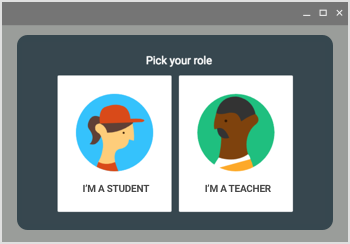 Pick your role
I'M A STUDENT
I'M A TEACHER